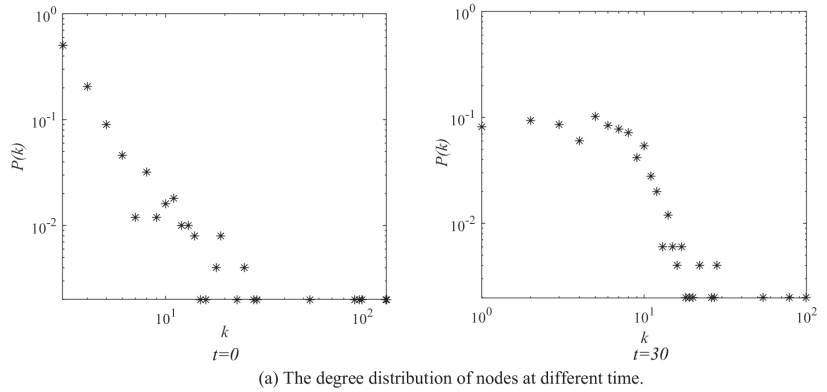 10^0
10^-1
10^-2
P(k)
10^1
10^2
k
t=0
10^0
10^-1
10^-2
P(k)
10^0
10^1
10^2
k
t=30
(a) The degree distribution of nodes at different time.